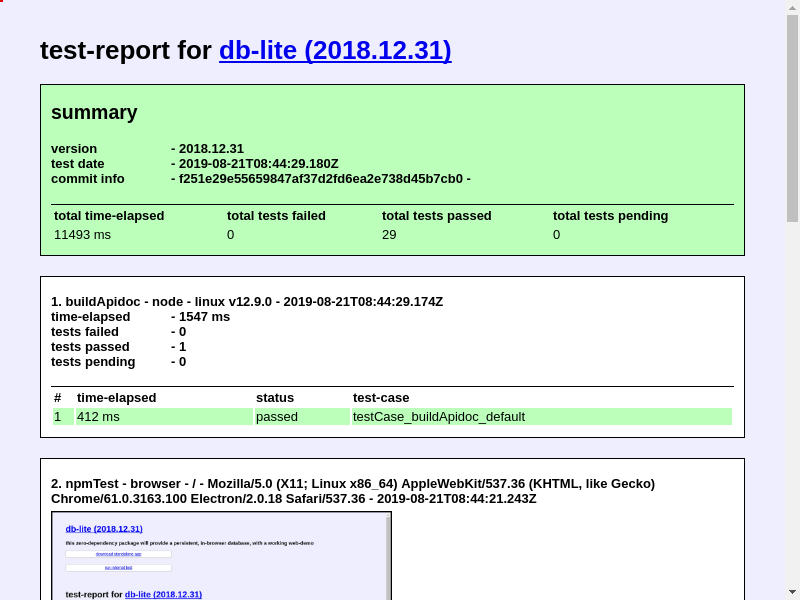 test-report for db-lite (2018.12.31)
summary
version - 2018.12.31
test date - 2019-08-21T08:44:29.180Z
commit info - f251e29e55659847af37d2fd6ea2e738d45b7cb0 -
total time-elapsed total tests failed total tests passed total tests pending
11493 ms 0 29 0
1. buildApidoc - node - linux v12.9.0 - 2019-08-21T08:44:29.174Z
time-elapsed - 1547 ms
tests failed - 0
tests passed - 1
tests pending - 0
# time-elapsed status test-case
1 412 ms passed testCase_buildApidoc_default
2. npmTest - browser - / - Mozilla/5.0 (X11; Linux x86_64) AppleWebKit/537.36 (KHTML, like Gecko)
Chrome/61.0.3163.100 Electron/2.0.18 Safari/537.36 - 2019-08-21T08:44:21.243Z
db-lite (2018.12.31)
this zero-dependency package will provide a persistent, in-browser database, with a working web-demo
download standalone app
run internal test
test-report for db-lite (2018.12.31)